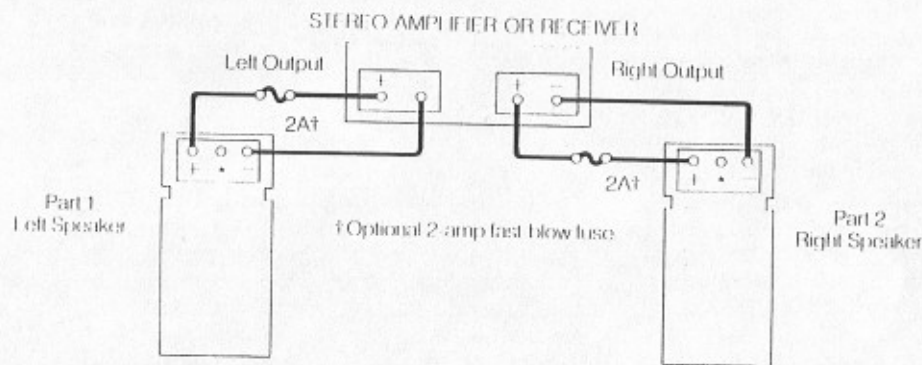 STEREO AMPLIFIER OR RECEIVER
Left Output
Right Output
+
+ −
2A†
2A†
+ • −
+ •
Part 1
Left Speaker
†Optional 2-amp fast blow fuse
Part 2
Right Speaker